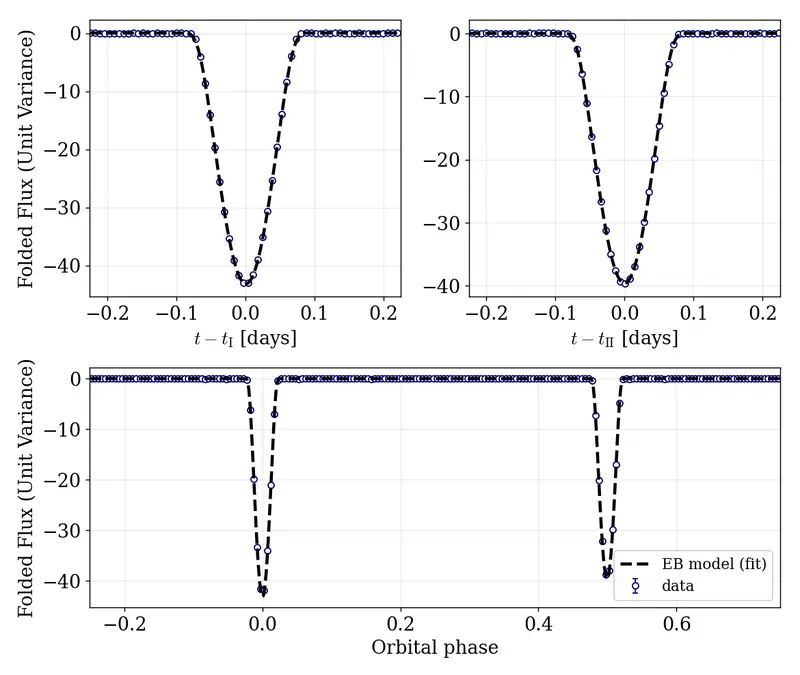 Folded Flux (Unit Variance)
0
−10
−20
−30
−40
−0.2 −0.1 0.0 0.1 0.2
t − tI [days]
0
−10
−20
−30
−40
−0.2 −0.1 0.0 0.1 0.2
t − tII [days]
Folded Flux (Unit Variance)
0
−10
−20
−30
−40
EB model (fit)
data
−0.2 0.0 0.2 0.4 0.6
Orbital phase